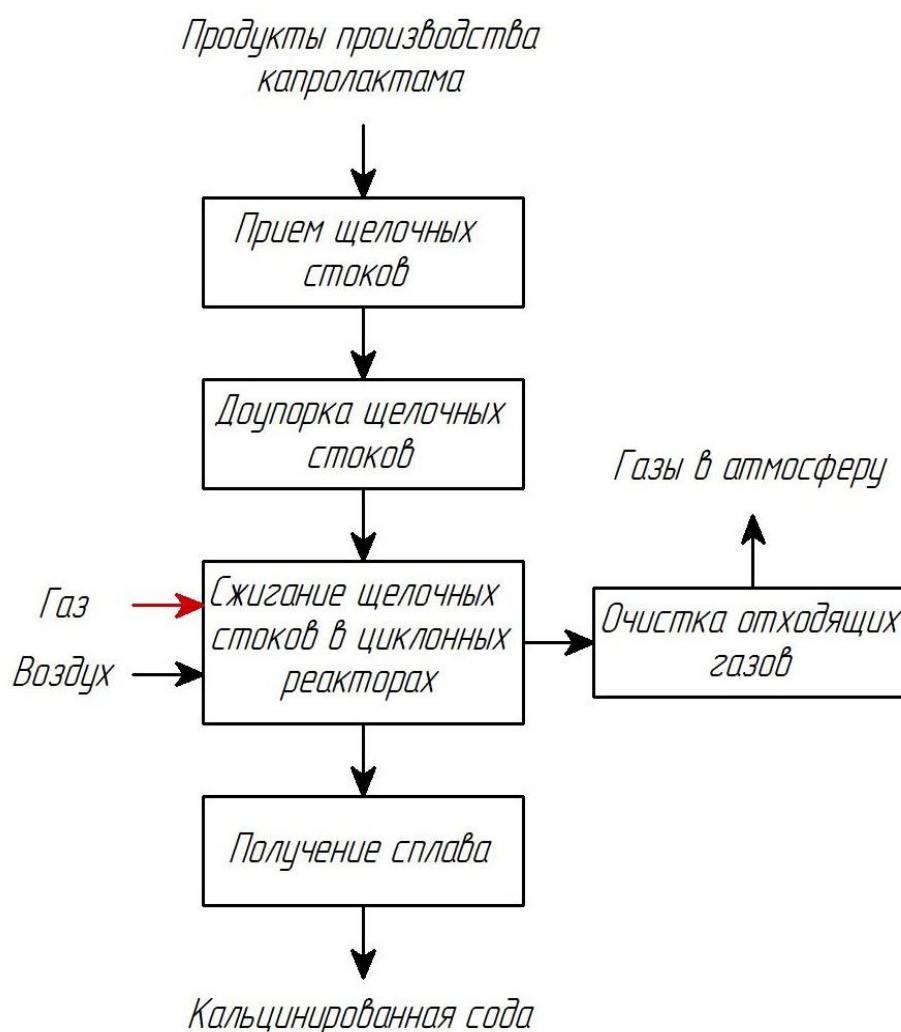 Продукты производства
капролактама
Прием щелочных
стоков
Доупорка щелочных
стоков
Газы в атмосферу
Газ
Воздух
Сжигание щелочных
стоков в циклонных
реакторах
Очистка отходящих
газов
Получение сплава
Кальцинированная сода